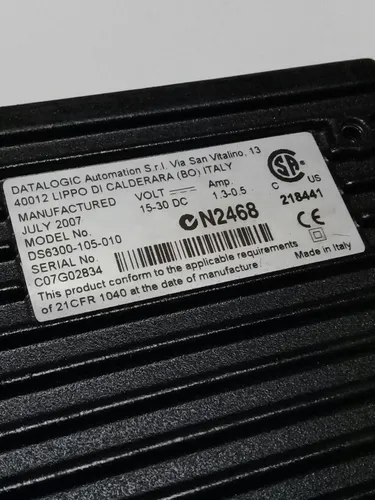 DATALOGIC Automation S.r.l. Via San Vitalino, 13
40012 LIPPO DI CALDERARA (BO) ITALY
MANUFACTURED VOLT Amp.
JULY 2007 15-30 DC 1.3-0.5 C US
MODEL No. 218441
DS6300-105-010 N2468
SERIAL No.
C07G02834
This product conform to the applicable requirements
of 21CFR 1040 at the date of manufacture.
Made in Italy
CE